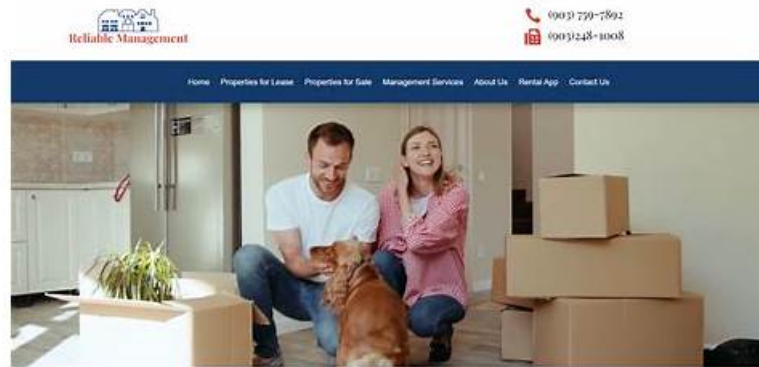 Reliable Management
(903) 759-7892
(903)248-1008
Home Properties for Lease Properties for Sale Management Services About Us Rental App Contact Us